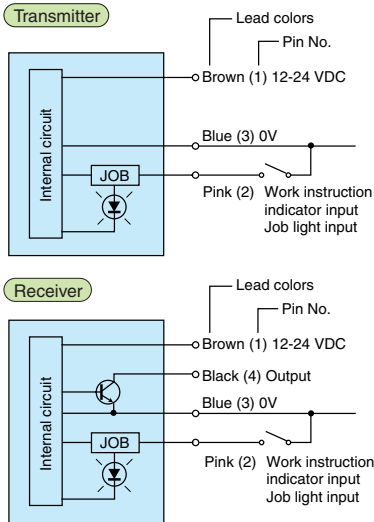 Transmitter
Lead colors
Pin No.
Brown (1) 12-24 VDC
Internal circuit
Blue (3) 0V
JOB
Pink (2) Work instruction
indicator input
Job light input
Receiver
Lead colors
Pin No.
Brown (1) 12-24 VDC
Black (4) Output
Internal circuit
Blue (3) 0V
JOB
Pink (2) Work instruction
indicator input
Job light input